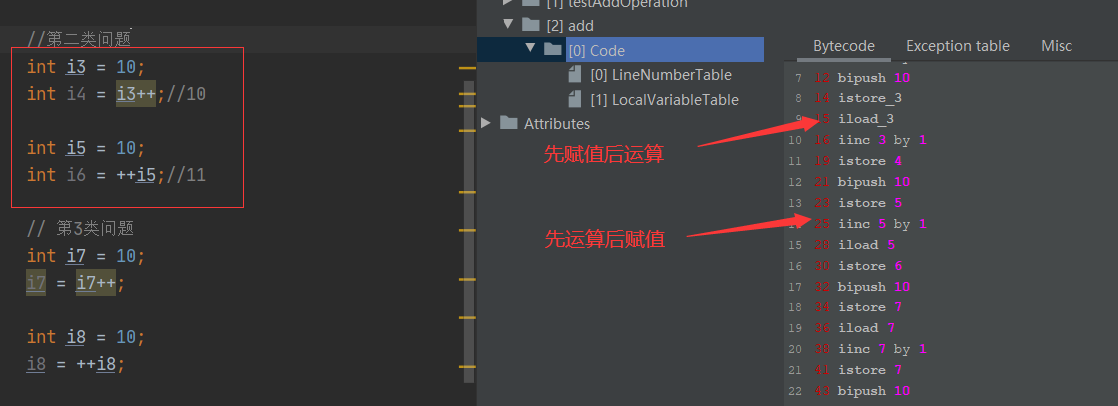 //第二类问题
int i3 = 10;
int i4 = i3++;//10
int i5 = 10;
int i6 = ++i5;//11
// 第3类问题
int i7 = 10;
i7 = i7++;
int i8 = 10;
i8 = ++i8;
[1] testAddOperation
[2] add
[0] Code
[0] LineNumberTable
[1] LocalVariableTable
Attributes
先赋值后运算
先运算后赋值
Bytecode Exception table Misc
7 12 bipush 10
8 14 istore_3
9 15 iload_3
10 16 iinc 3 by 1
11 19 istore 4
12 21 bipush 10
13 23 istore 5
25 iinc 5 by 1
15 28 iload 5
16 30 istore 6
17 32 bipush 10
18 34 istore 7
19 36 iload 7
20 38 iinc 7 by 1
21 41 istore 7
22 43 bipush 10